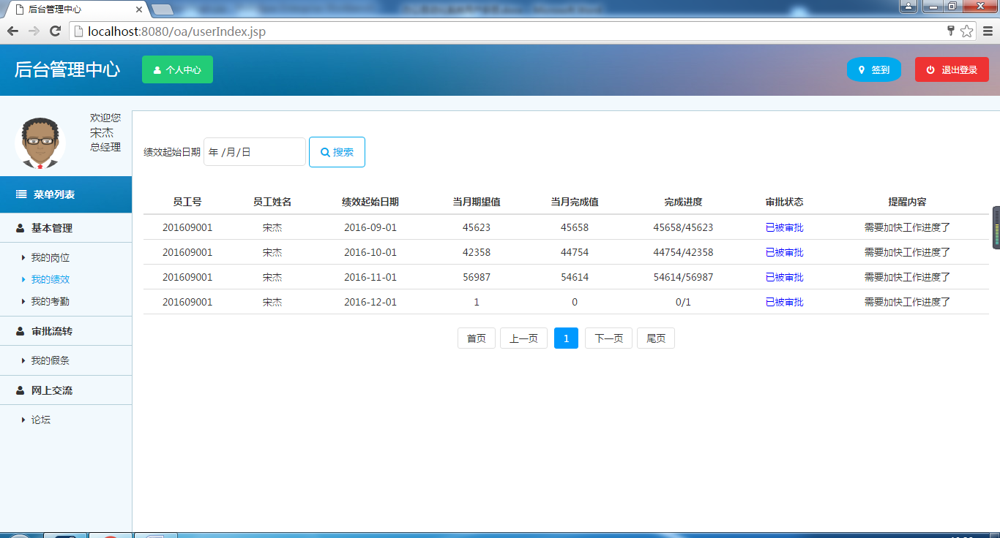 后台管理中心
localhost:8080/oa/userIndex.jsp
后台管理中心 个人中心 签到 退出登录
欢迎您
宋杰
总经理
绩效起始日期 年 /月/日 搜索
菜单列表
基本管理
我的岗位
我的绩效
我的考勤
审批流转
我的假条
网上交流
论坛
员工号 员工姓名 绩效起始日期 当月期望值 当月完成值 完成进度 审批状态 提醒内容
201609001 宋杰 2016-09-01 45623 45658 45658/45623 已被审批 需要加快工作进度了
201609001 宋杰 2016-10-01 42358 44754 44754/42358 已被审批 需要加快工作进度了
201609001 宋杰 2016-11-01 56987 54614 54614/56987 已被审批 需要加快工作进度了
201609001 宋杰 2016-12-01 1 0 0/1 已被审批 需要加快工作进度了
首页 上一页 1 下一页 尾页